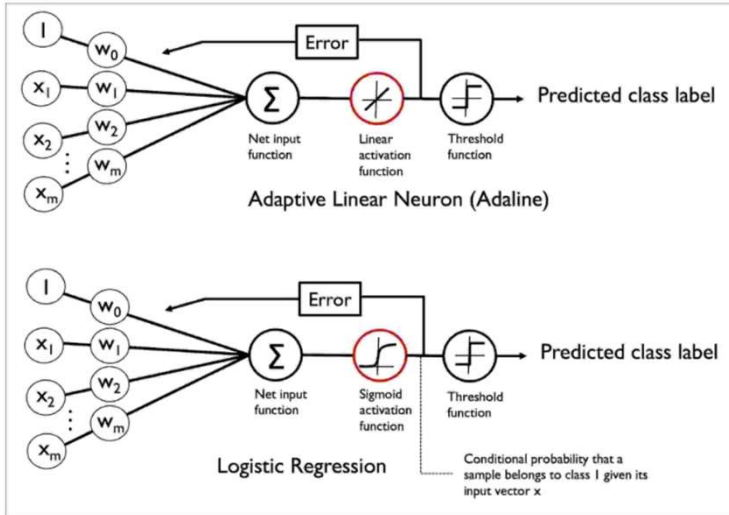 1
w0
Error
x1
w1
Σ
Predicted class label
x2
w2
⋮
wm
xm
Net input
function
Linear
activation
function
Threshold
function
Adaptive Linear Neuron (Adaline)
1
w0
Error
x1
w1
Σ
Predicted class label
x2
w2
⋮
wm
xm
Net input
function
Sigmoid
activation
function
Threshold
function
Logistic Regression
Conditional probability that a
sample belongs to class 1 given its
input vector x